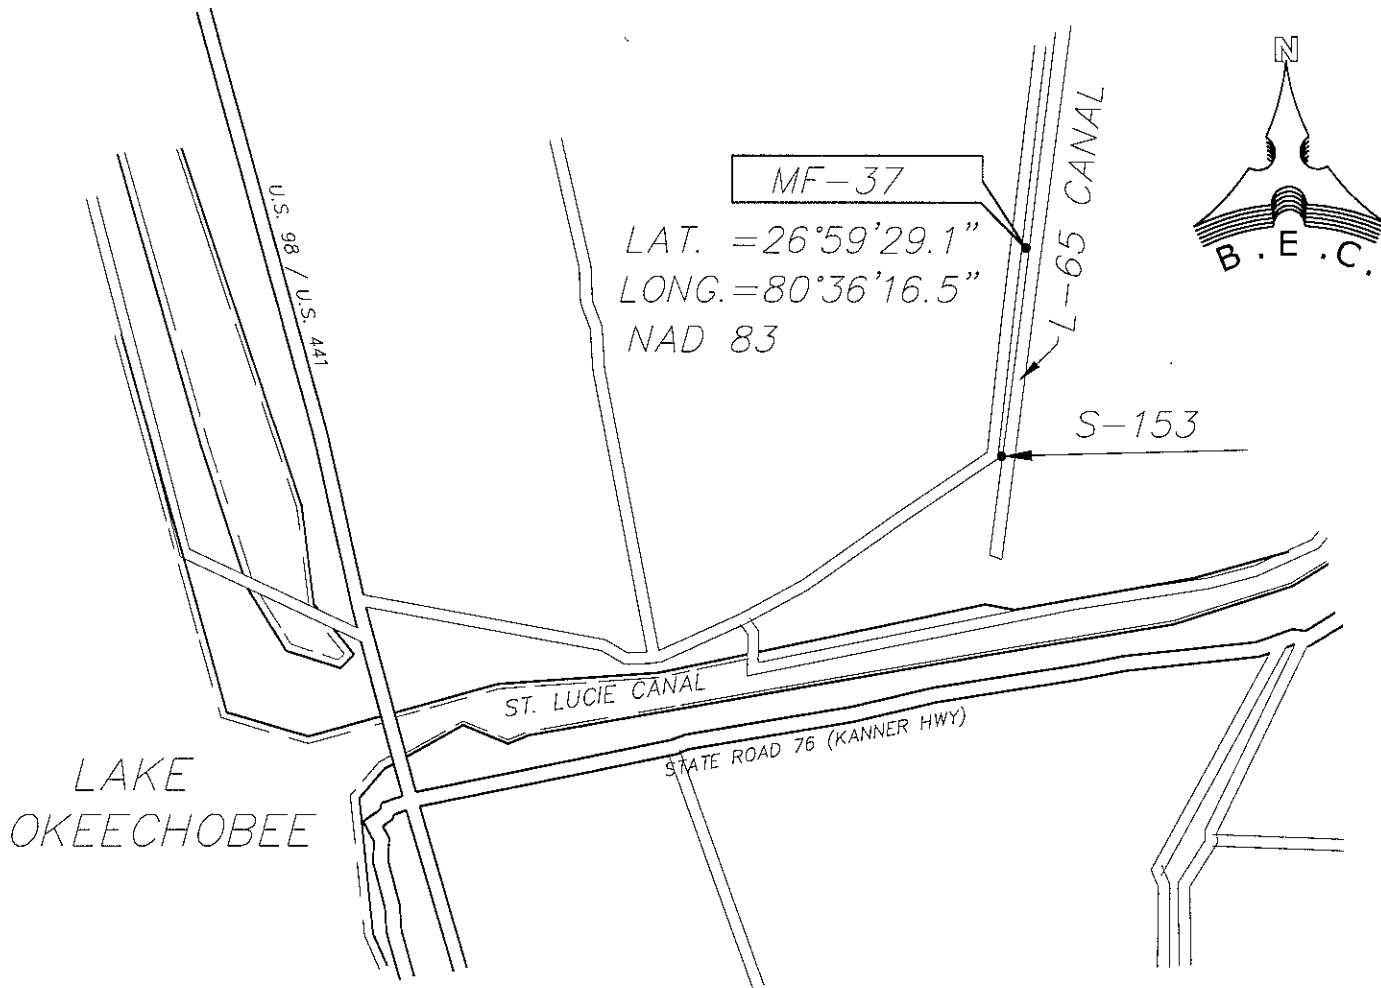 N
B.E.C.
MF-37
LAT. =26°59'29.1"
LONG.=80°36'16.5"
NAD 83
L-65 CANAL
U.S. 98 / U.S. 441
S-153
ST. LUCIE CANAL
STATE ROAD 76 (KANNER HWY)
LAKE
OKEECHOBEE